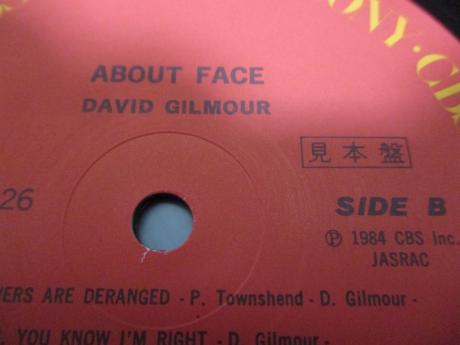 ONY · C
ABOUT FACE
DAVID GILMOUR
見本盤
26
SIDE B
Ⓟ 1984 CBS Inc.
JASRAC
VERS ARE DERANGED - P. Townshend - D. Gilmour -
YOU KNOW I'M RIGHT - D. Gilmour -